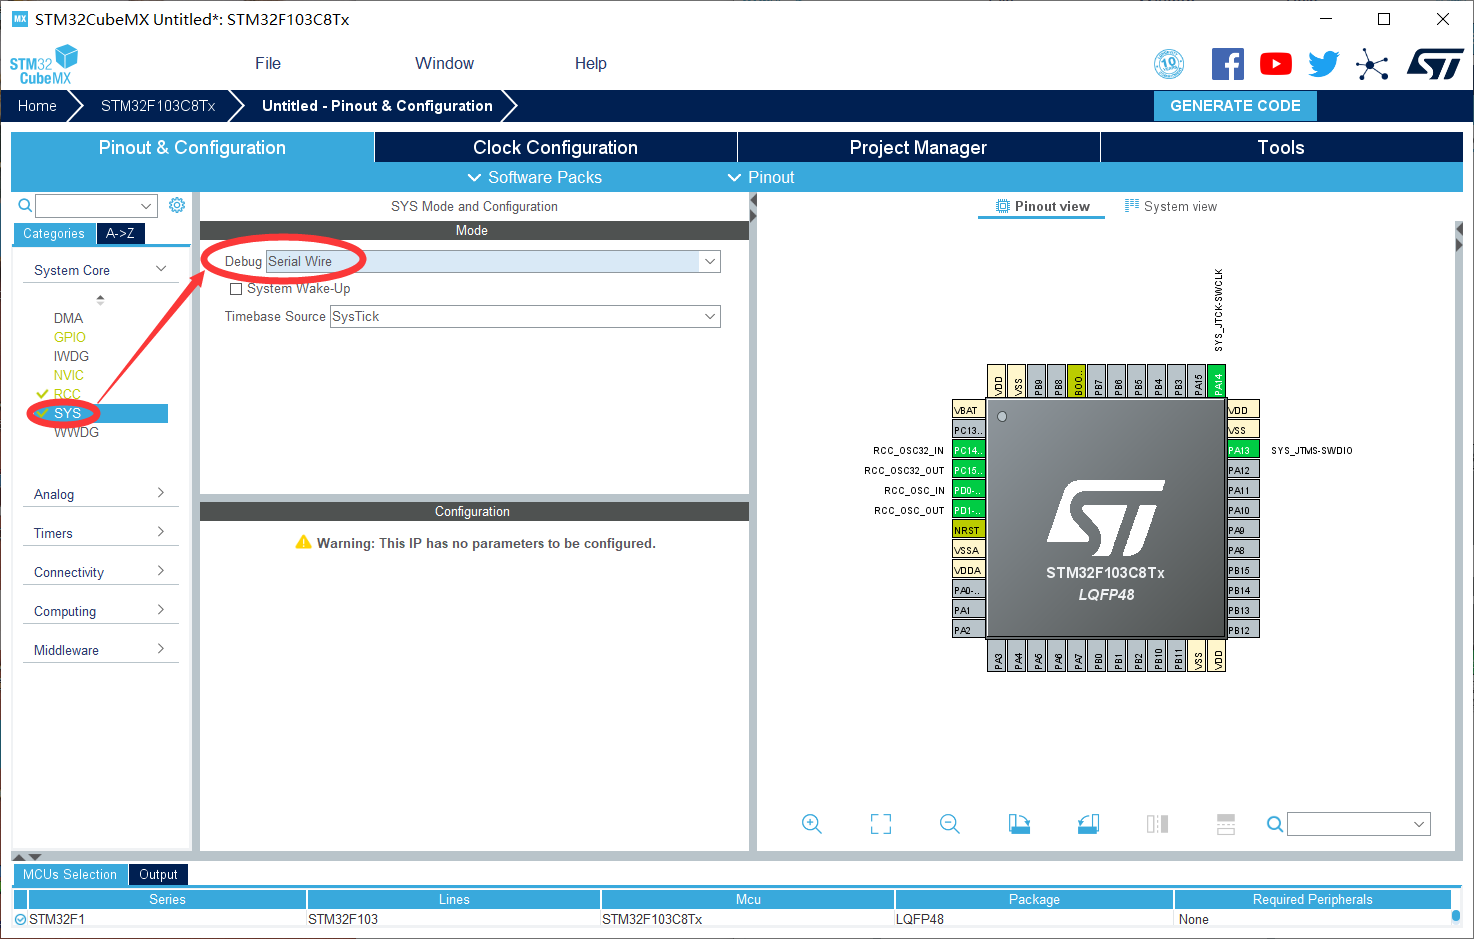 MX STM32CubeMX Untitled*: STM32F103C8Tx
STM32
CubeMX
File Window Help
10
ST
Home STM32F103C8Tx Untitled - Pinout & Configuration GENERATE CODE
Pinout & Configuration Clock Configuration Project Manager Tools
Software Packs Pinout
Categories A->Z
System Core
DMA
GPIO
IWDG
NVIC
RCC
SYS
WWDG
Analog
Timers
Connectivity
Computing
Middleware
SYS Mode and Configuration
Mode
Debug Serial Wire
System Wake-Up
Timebase Source SysTick
Configuration
Warning: This IP has no parameters to be configured.
Pinout view System view
SYS_JTCK-SWCLK
VDD VSS PB9 PB8 BOO.. PB7 PB6 PB5 PB4 PB3 PA15 PA14
VBAT VDD
PC13.. VSS
RCC_OSC32_IN PC14.. PA13 SYS_JTMS-SWDIO
RCC_OSC32_OUT PC15.. PA12
RCC_OSC_IN PD0-.. PA11
RCC_OSC_OUT PD1-.. PA10
NRST PA9
VSSA PA8
VDDA PB15
PA0-.. PB14
PA1 PB13
PA2 PB12
ST
STM32F103C8Tx
LQFP48
PA3 PA4 PA5 PA6 PA7 PB0 PB1 PB2 PB10 PB11 VSS VDD
MCUs Selection Output
Series Lines Mcu Package Required Peripherals
STM32F1 STM32F103 STM32F103C8Tx LQFP48 None